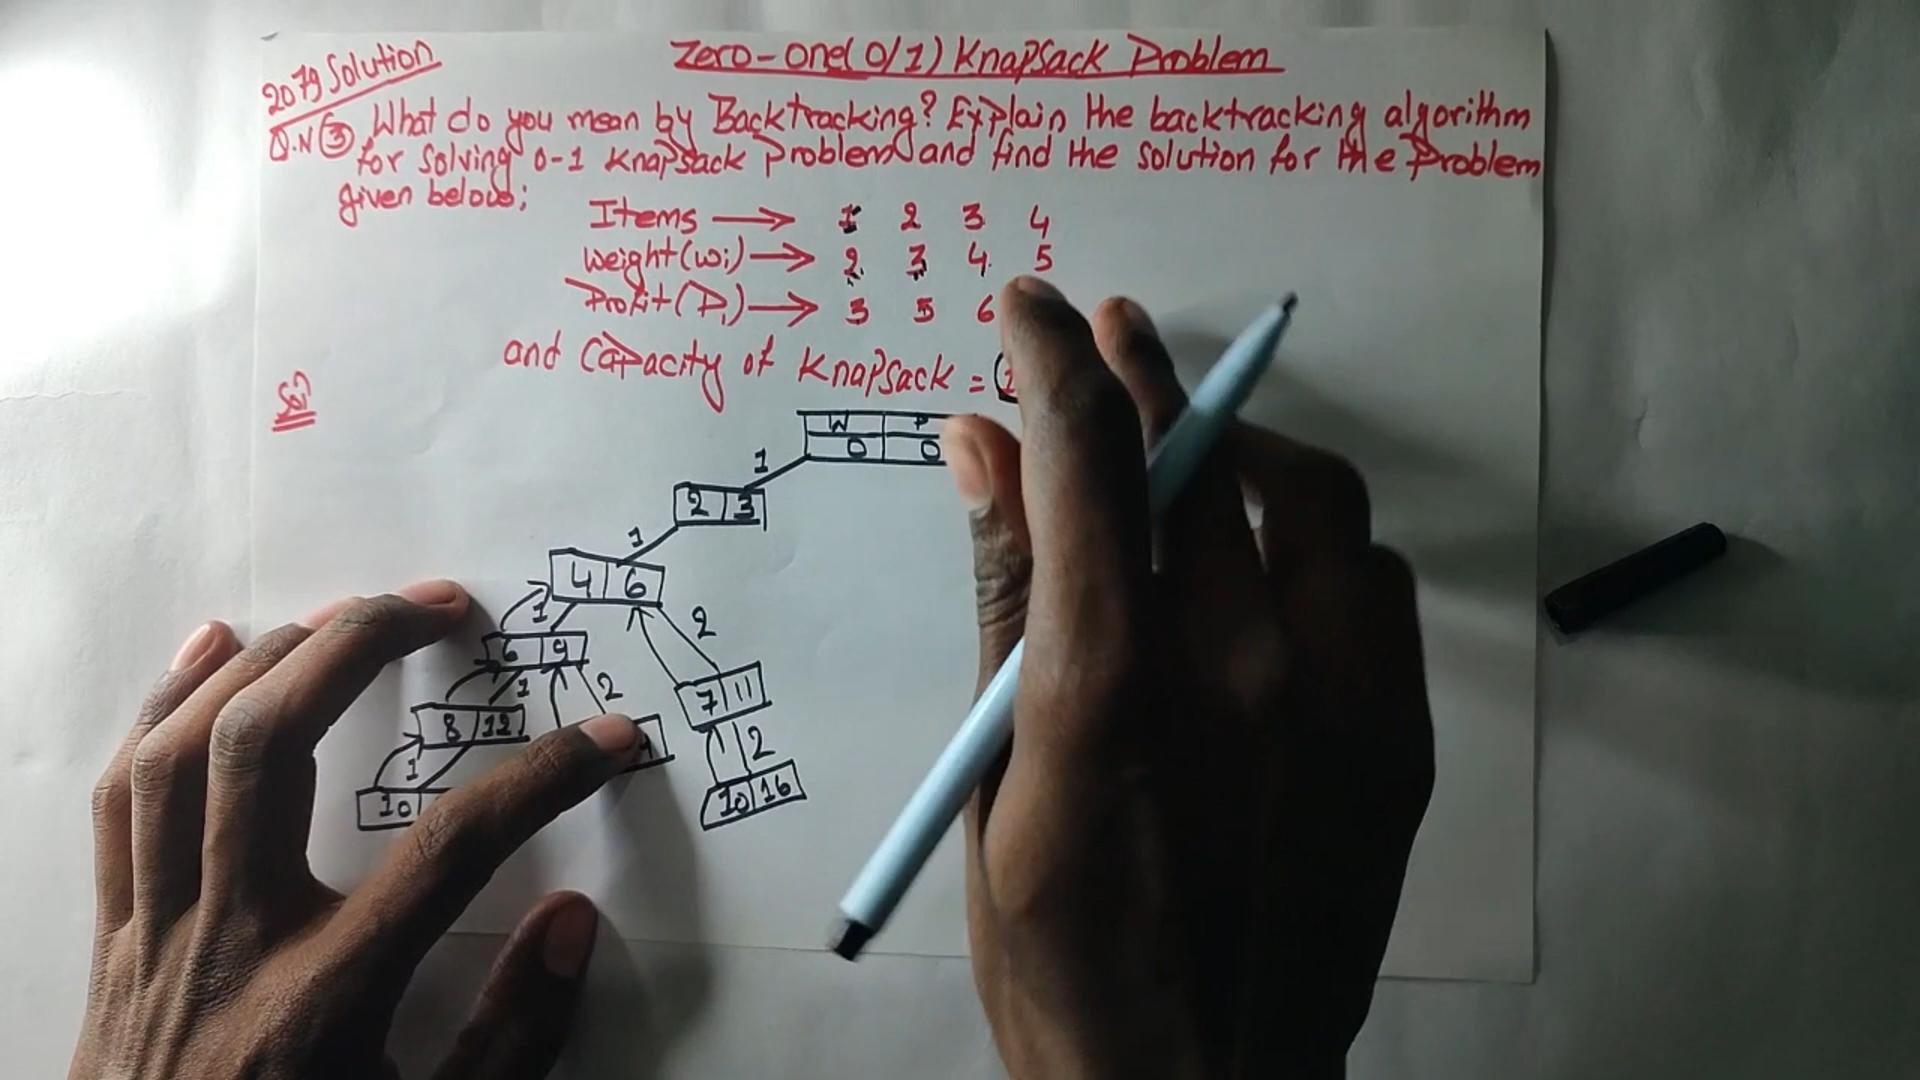 2079 Solution
Zero-one(0/1) Knapsack Problem
Q.N 3 What do you mean by Backtracking? Explain the backtracking algorithm
for solving 0-1 Knapsack Problem and find the solution for the Problem
given below;
Items → 1 2 3 4
Weight(wi) → 2 3 4 5
Profit(Pi) → 3 5 6
and Capacity of Knapsack =
Sol
W P
0 0
1
2 3
1
4 6
1 2
6 9
1 2
7 11
8 12
1 2
10
10 16